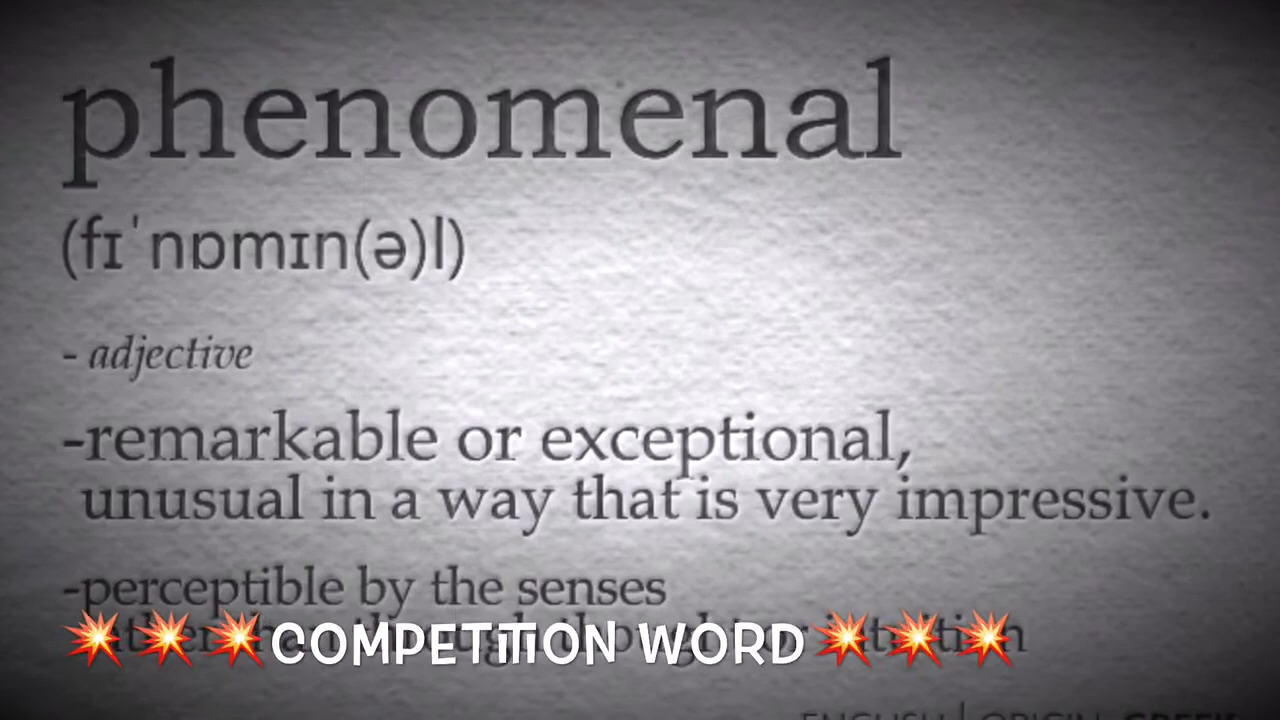 phenomenal
(fɪˈnɒmɪn(ə)l)
- adjective
-remarkable or exceptional,
unusual in a way that is very impressive.
-perceptible by the senses
💥💥💥COMPETITION WORD💥💥💥